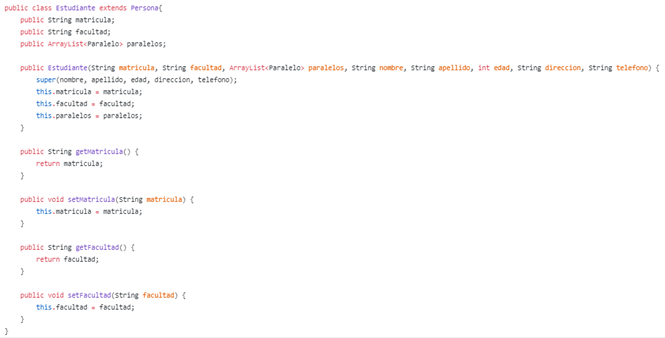 public class Estudiante extends Persona{
public String matricula;
public String facultad;
public ArrayList<Paralelo> paralelos;
public Estudiante(String matricula, String facultad, ArrayList<Paralelo> paralelos, String nombre, String apellido, int edad, String direccion, String telefono) {
super(nombre, apellido, edad, direccion, telefono);
this.matricula = matricula;
this.facultad = facultad;
this.paralelos = paralelos;
}
public String getMatricula() {
return matricula;
}
public void setMatricula(String matricula) {
this.matricula = matricula;
}
public String getFacultad() {
return facultad;
}
public void setFacultad(String facultad) {
this.facultad = facultad;
}
}